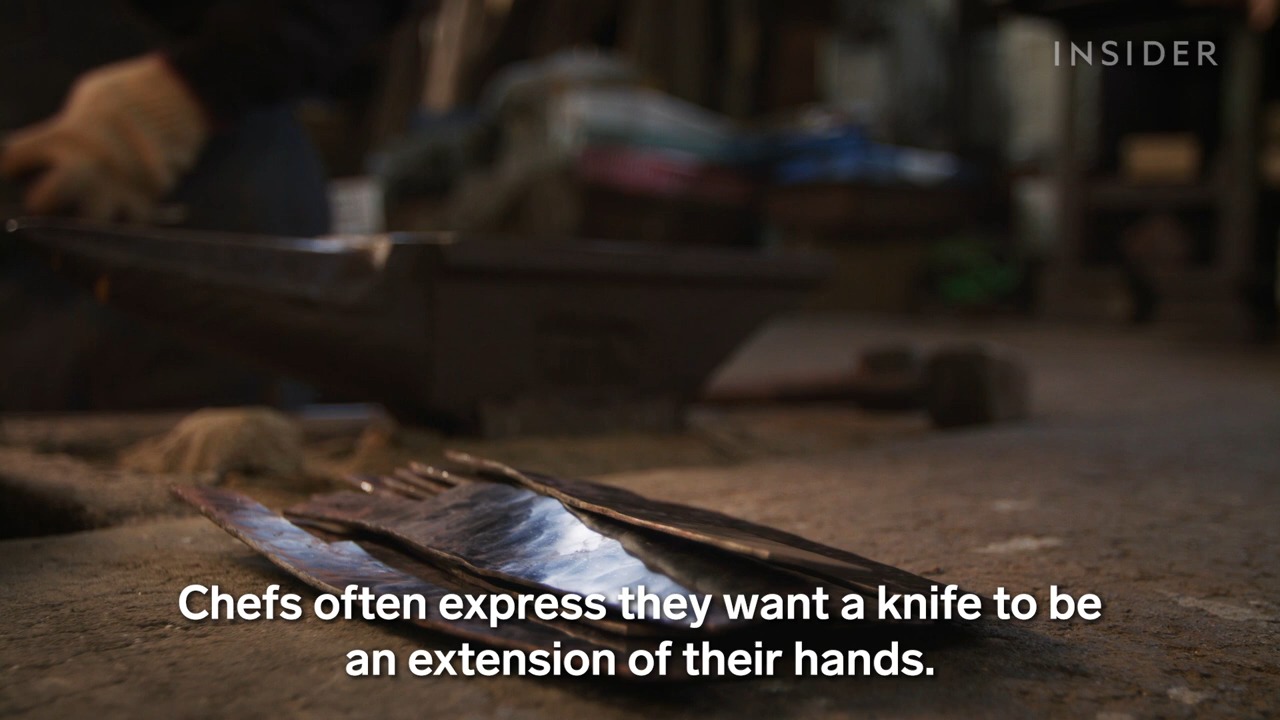 INSIDER
Chefs often express they want a knife to be
an extension of their hands.